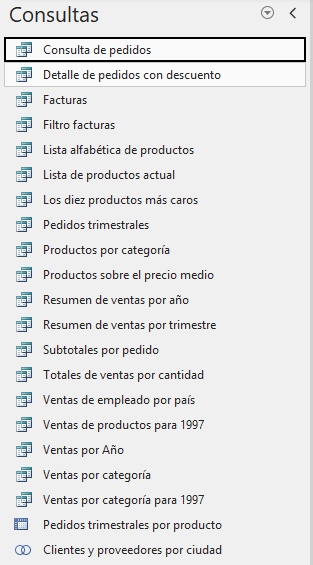 Consultas
Consulta de pedidos
Detalle de pedidos con descuento
Facturas
Filtro facturas
Lista alfabética de productos
Lista de productos actual
Los diez productos más caros
Pedidos trimestrales
Productos por categoría
Productos sobre el precio medio
Resumen de ventas por año
Resumen de ventas por trimestre
Subtotales por pedido
Totales de ventas por cantidad
Ventas de empleado por país
Ventas de productos para 1997
Ventas por Año
Ventas por categoría
Ventas por categoría para 1997
Pedidos trimestrales por producto
Clientes y proveedores por ciudad